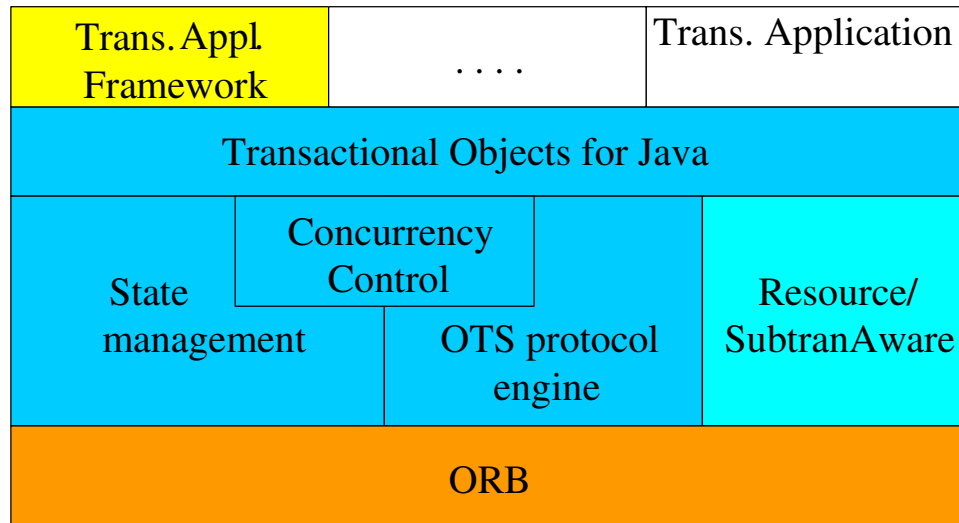 Trans. Appl.
Framework
. . . .
Trans. Application
Transactional Objects for Java
Concurrency
Control
State
management
OTS protocol
engine
Resource/
SubtranAware
ORB